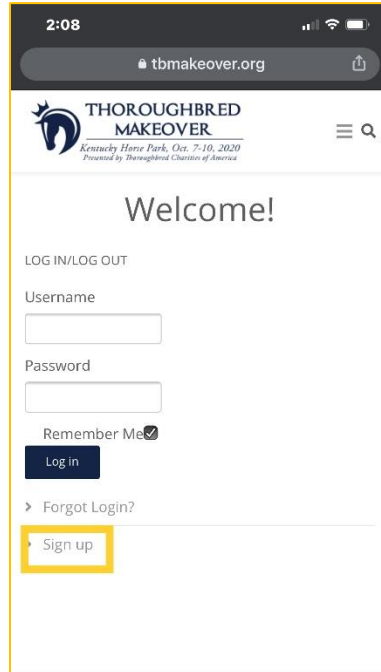 2:08
tbmakeover.org
THOROUGHBRED
MAKEOVER
Kentucky Horse Park, Oct. 7-10, 2020
Presented by Thoroughbred Charities of America
Welcome!
LOG IN/LOG OUT
Username
Password
Remember Me
Log in
Forgot Login?
Sign up